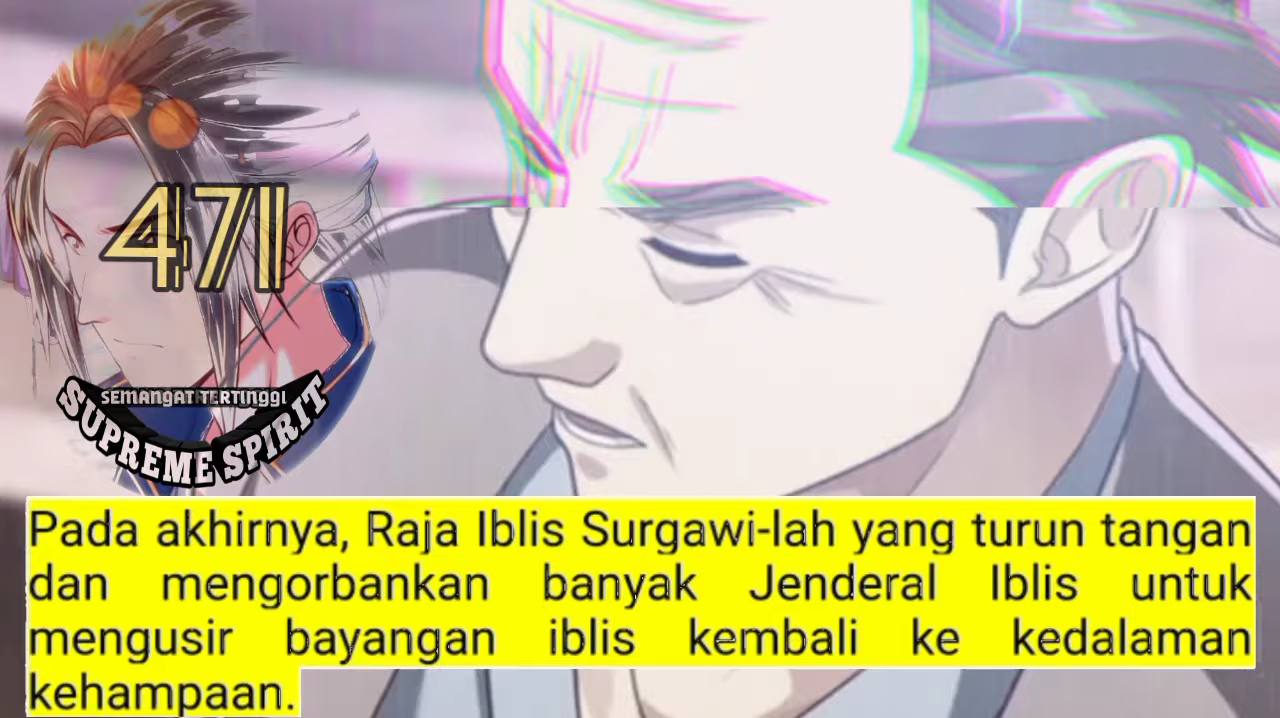 471
SEMANGAT TERTINGGI
SUPREME SPIRIT
Pada akhirnya, Raja Iblis Surgawi-lah yang turun tangan
dan mengorbankan banyak Jenderal Iblis untuk
mengusir bayangan iblis kembali ke kedalaman
kehampaan.